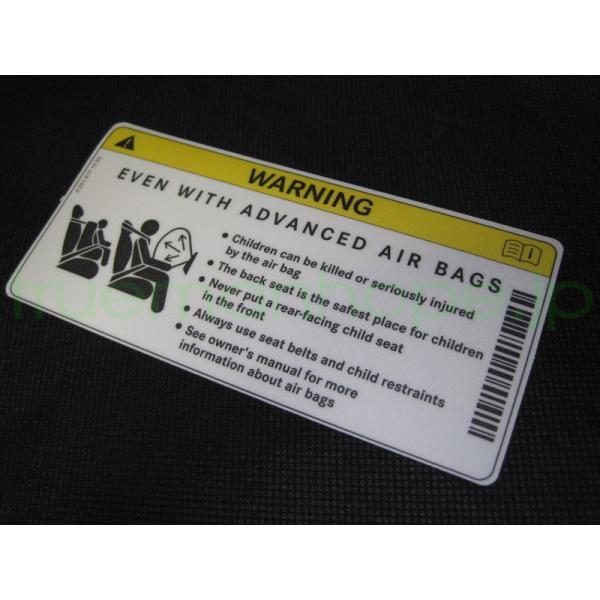 WARNING
EVEN WITH ADVANCED AIR BAGS
• Children can be killed or seriously injured
by the air bag
• The back seat is the safest place for children
• Never put a rear-facing child seat
in the front
• Always use seat belts and child restraints
• See owner's manual for more
information about air bags